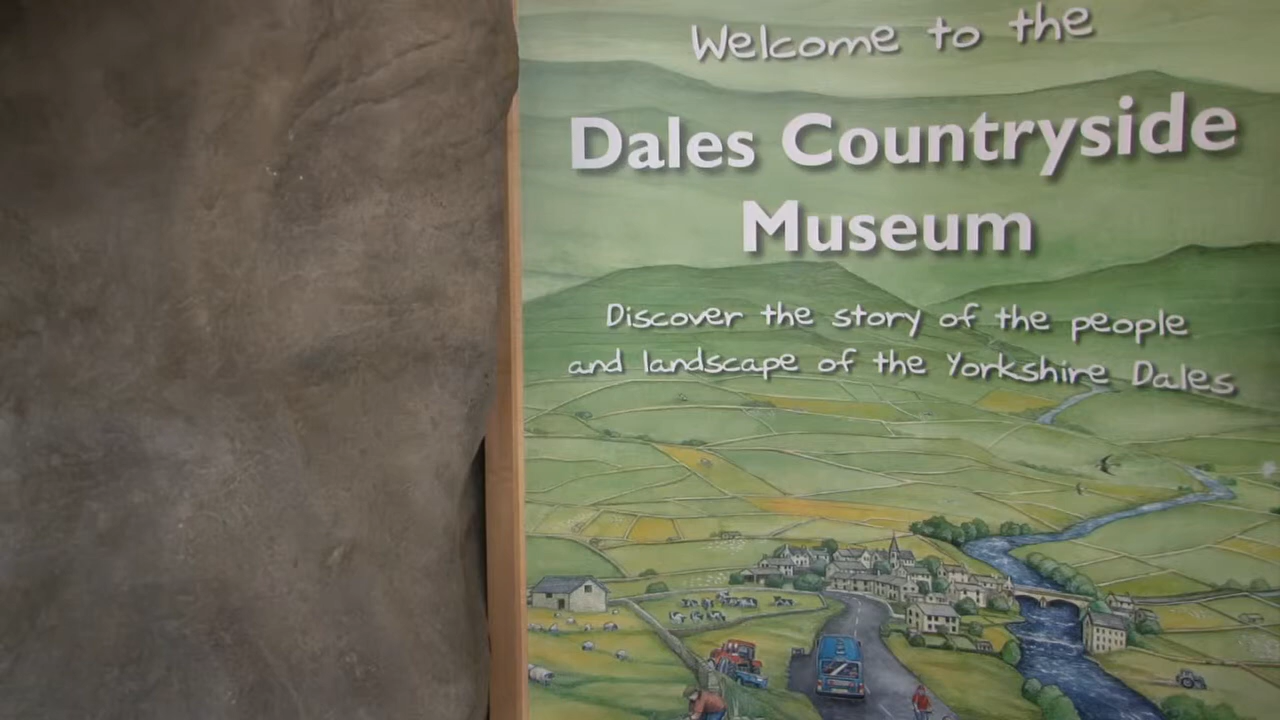 Welcome to the
Dales Countryside
Museum
Discover the story of the people
and landscape of the Yorkshire Dales